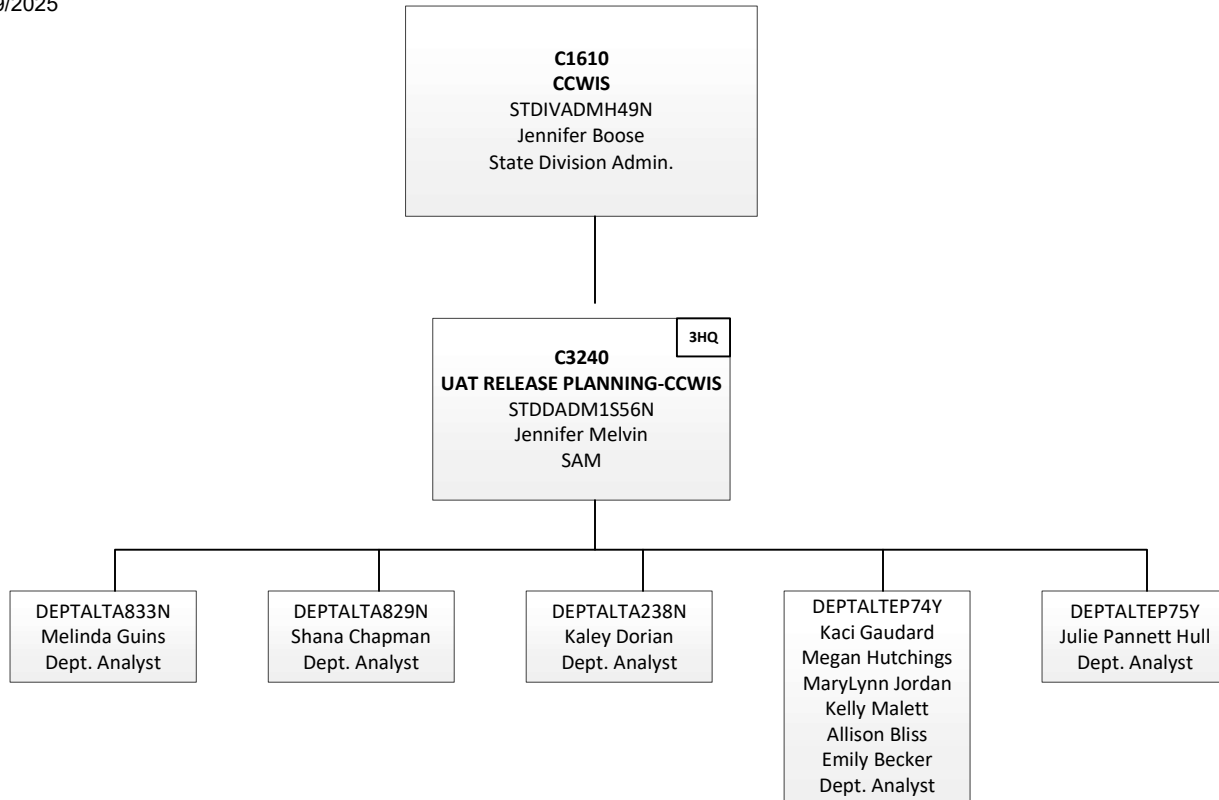 9/2025
C1610
CCWIS
STDIVADMH49N
Jennifer Boose
State Division Admin.
3HQ
C3240
UAT RELEASE PLANNING-CCWIS
STDDADM1S56N
Jennifer Melvin
SAM
DEPTALTA833N
Melinda Guins
Dept. Analyst
DEPTALTA829N
Shana Chapman
Dept. Analyst
DEPTALTA238N
Kaley Dorian
Dept. Analyst
DEPTALTEP74Y
Kaci Gaudard
Megan Hutchings
MaryLynn Jordan
Kelly Malett
Allison Bliss
Emily Becker
Dept. Analyst
DEPTALTEP75Y
Julie Pannett Hull
Dept. Analyst